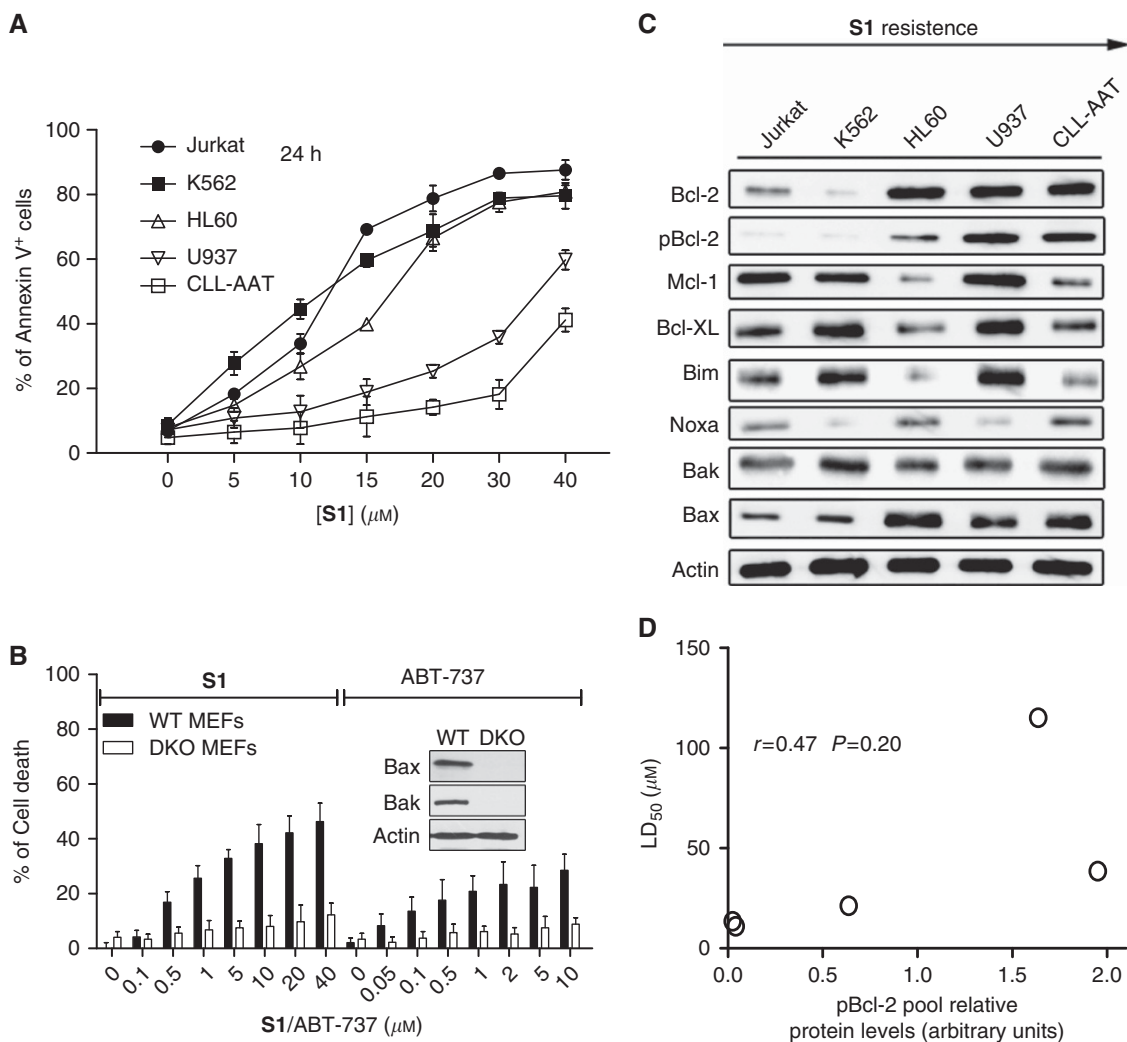 A
100
80
60
40
20
0
% of Annexin V+ cells
Jurkat
K562
HL60
U937
CLL-AAT
24 h
0 5 10 15 20 30 40
[S1] (μM)
B
100
80
60
40
20
0
% of Cell death
S1 ABT-737
WT MEFs
DKO MEFs
WT DKO
Bax
Bak
Actin
0 0.1 0.5 1 5 10 20 40 0 0.05 0.1 0.5 1 2 5 10
S1/ABT-737 (μM)
C
S1 resistence
Jurkat K562 HL60 U937 CLL-AAT
Bcl-2
pBcl-2
Mcl-1
Bcl-XL
Bim
Noxa
Bak
Bax
Actin
D
150
100
50
0
LD50 (μM)
r=0.47 P=0.20
0.0 0.5 1.0 1.5 2.0
pBcl-2 pool relative
protein levels (arbitrary units)